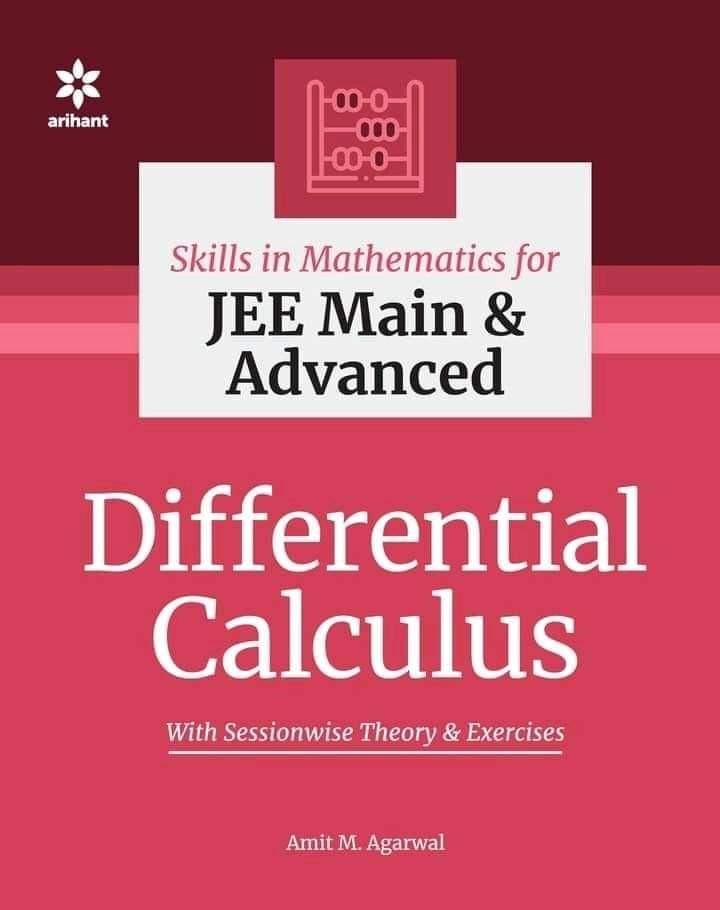 arihant
Skills in Mathematics for
JEE Main &
Advanced
Differential
Calculus
With Sessionwise Theory & Exercises
Amit M. Agarwal